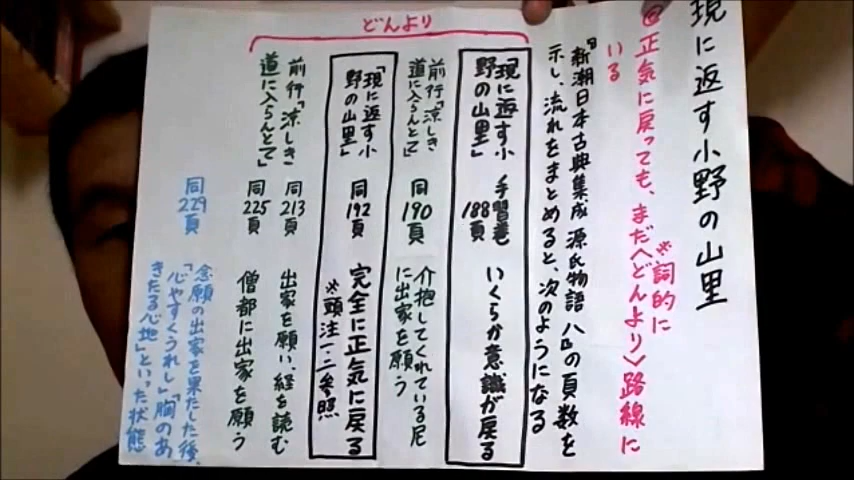 現に返す小野の山里
◎正気に戻っても、まだ〈どんより〉路線に
いる
※詞的に
『新潮日本古典集成 源氏物語 八』の頁数を
示し、流れをまとめると、次のようになる
どんより
「現に返す小
野の山里」
手習巻
188頁
いくらか意識が戻る
前行「涼しき
道に入らんとて」
同
190頁
介抱してくれている尼
に出家を願う
「現に返す小
野の山里」
同
192頁
完全に正気に戻る
※頭注一・二参照
前行「涼しき
道に入らんとて」
同
213頁
出家を願い、経を読む
同
225頁
僧都に出家を願う
同
229頁
念願の出家を果たした後、
「心やすくうれし」「胸のあ
きたる心地」といった状態